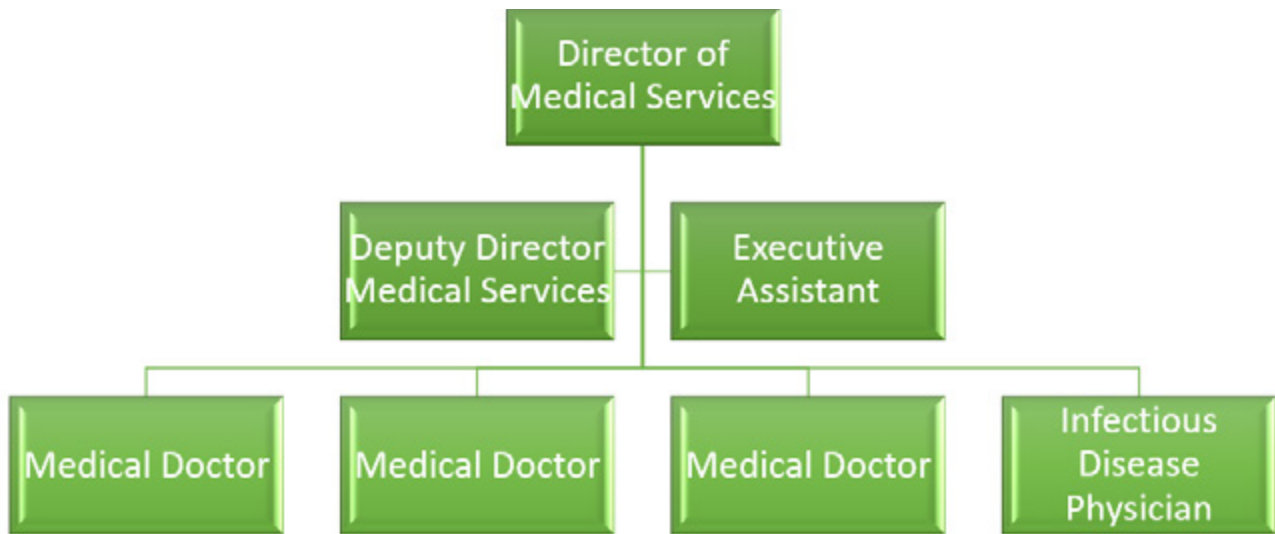 Director of
Medical Services
Deputy Director
Medical Services
Executive
Assistant
Medical Doctor
Medical Doctor
Medical Doctor
Infectious
Disease
Physician